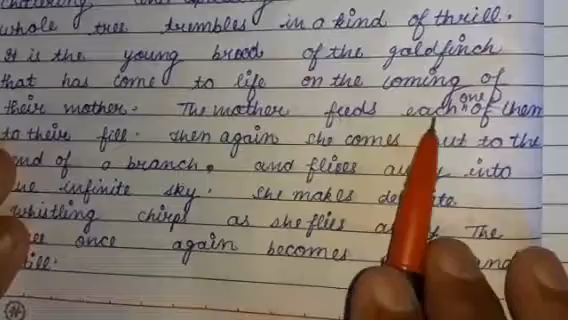 whole tree trembles in a kind of thrill.
It is the young brood of the goldfinch
that has come to life on the coming of
their mother. The mother feeds each one of them
to their fill. Then again she comes out to the
end of a branch, and flies into
infinite sky. She makes
whistling chirps as she flies The
once again becomes and